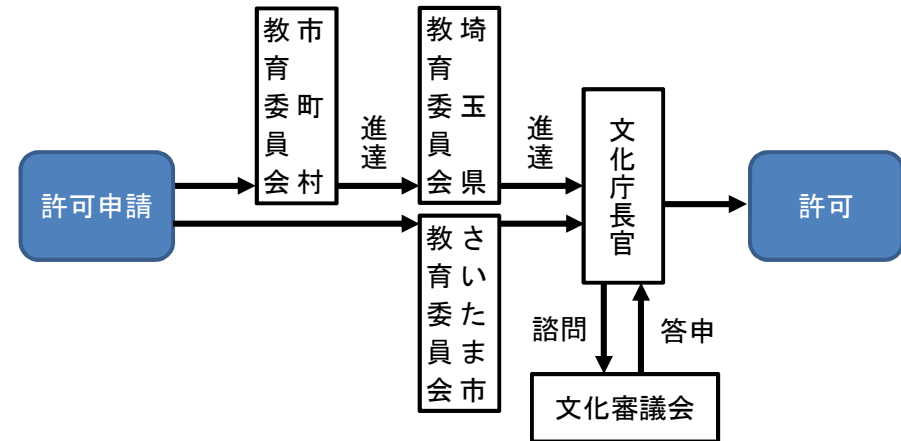 許可申請
市町村
教育委員会
進達
埼玉県
教育委員会
進達
さいたま市
教育委員会
文化庁長官
諮問
答申
文化審議会
許可